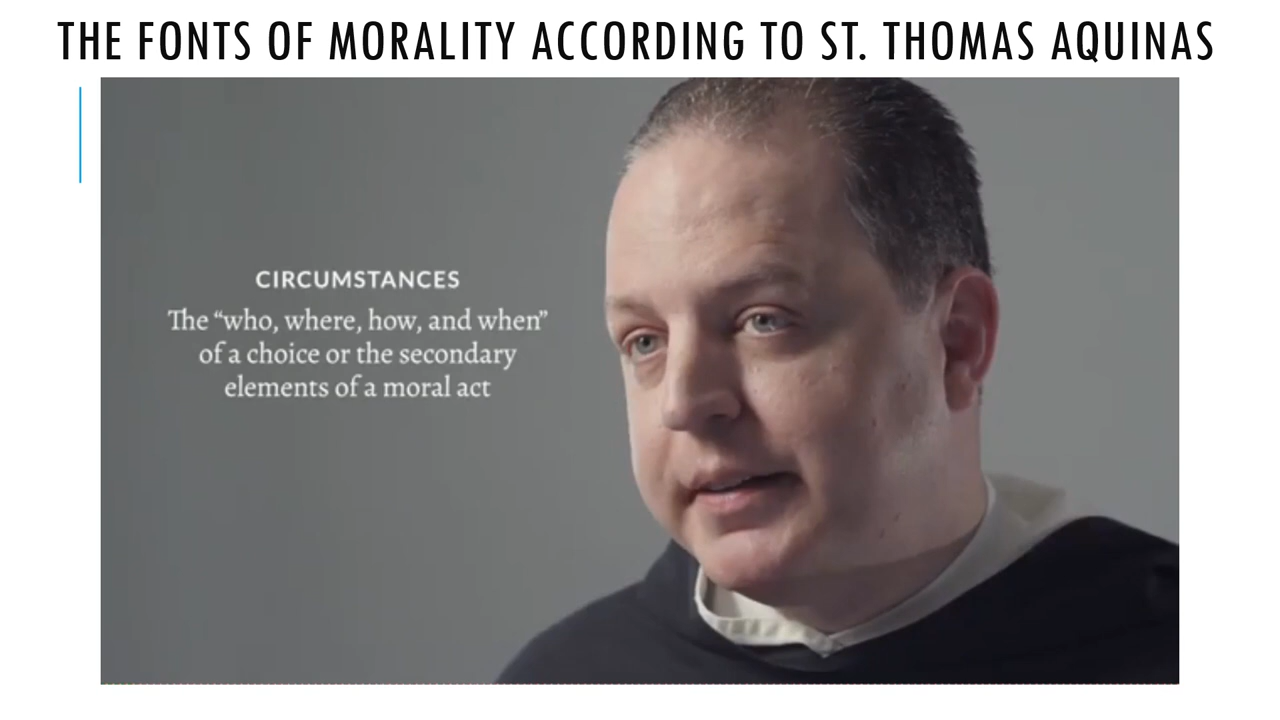 THE FONTS OF MORALITY ACCORDING TO ST. THOMAS AQUINAS
CIRCUMSTANCES
The “who, where, how, and when”
of a choice or the secondary
elements of a moral act